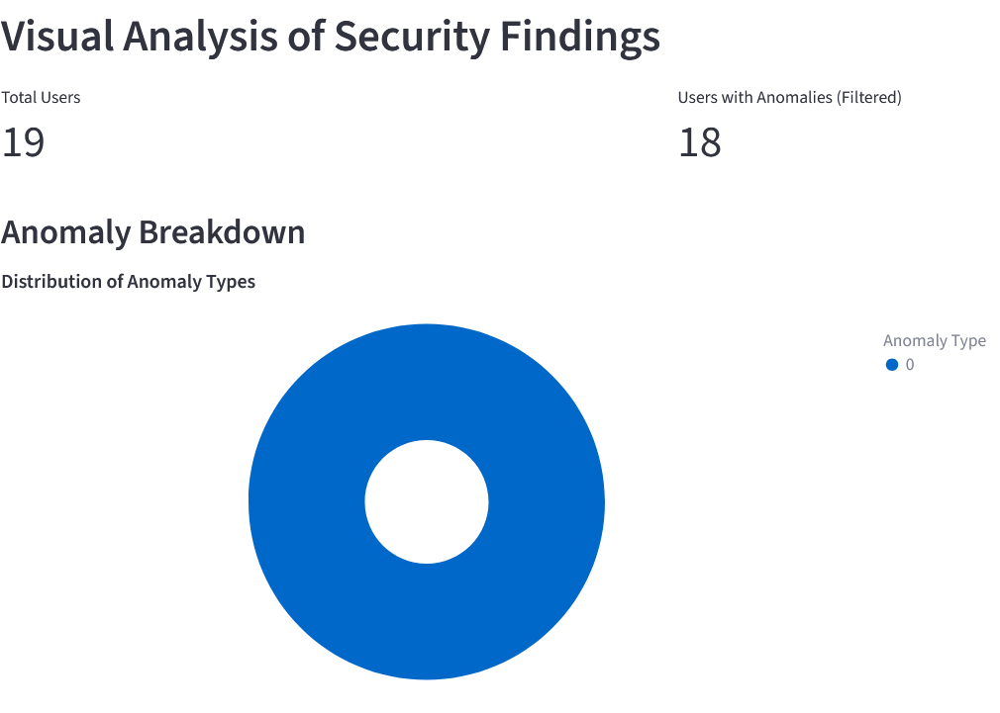 Visual Analysis of Security Findings
Total Users
Users with Anomalies (Filtered)
19
18
Anomaly Breakdown
Distribution of Anomaly Types
Anomaly Type
0